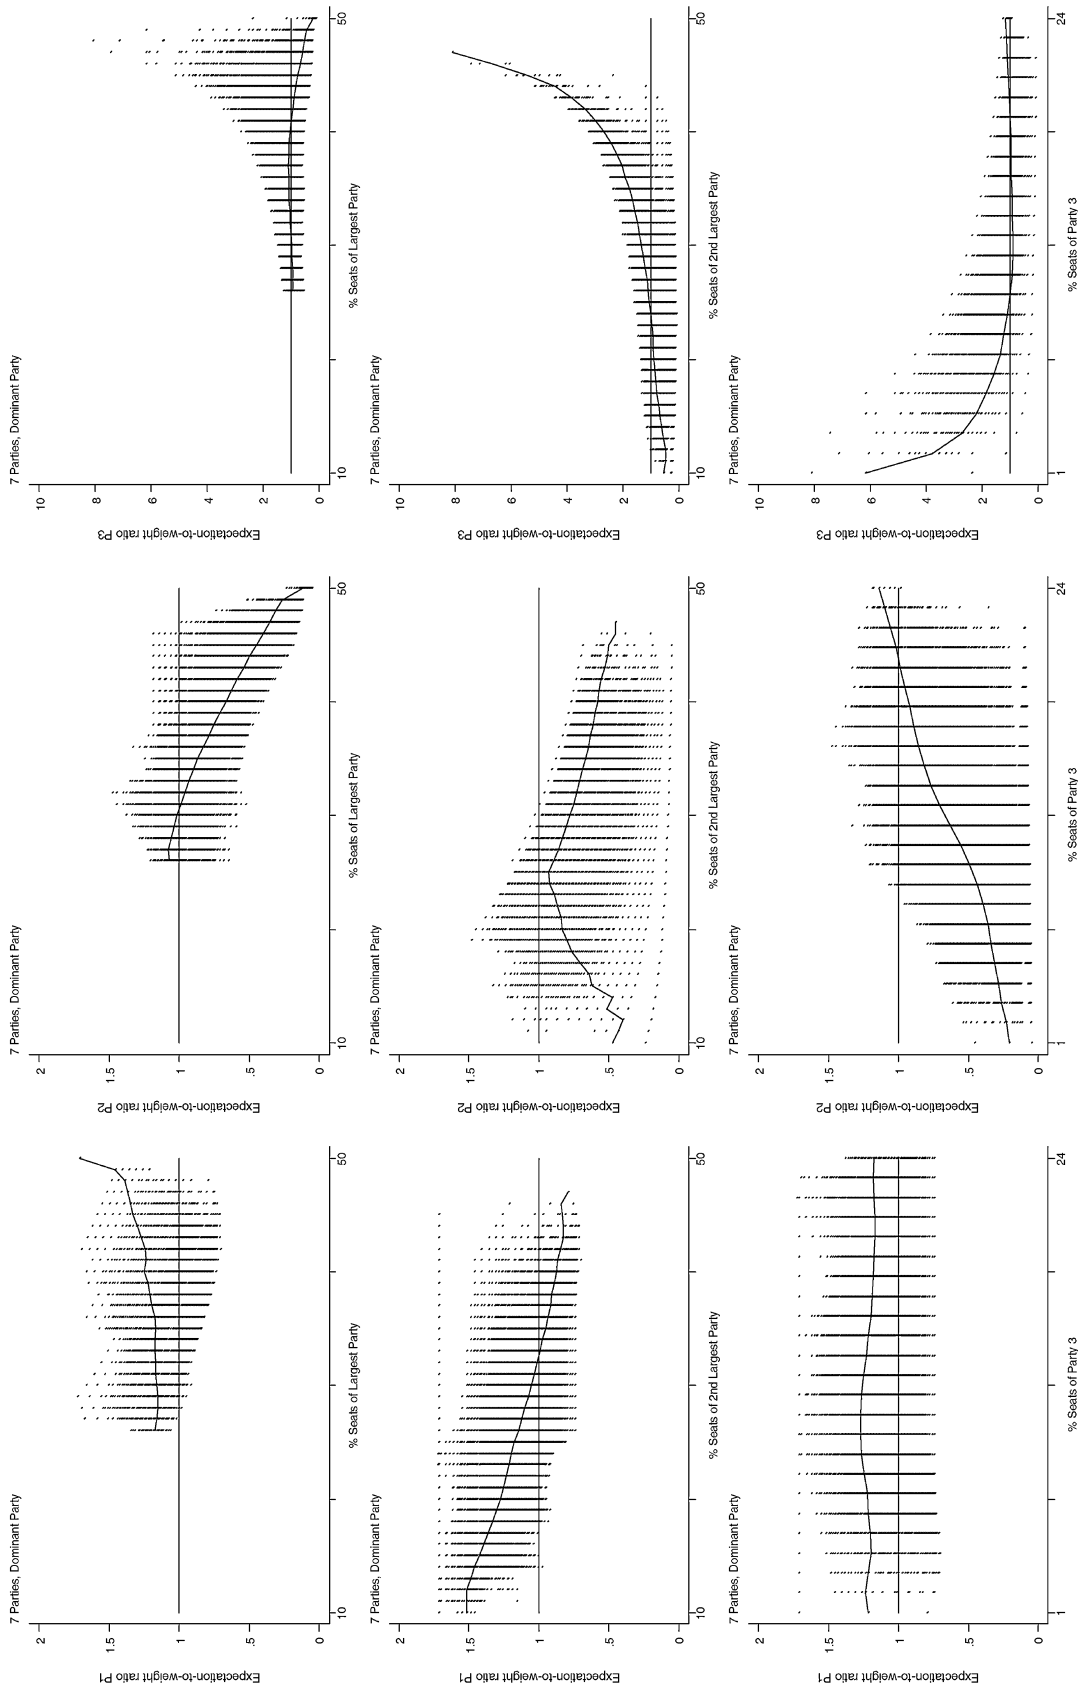 7 Parties, Dominant Party
Expectation-to-weight ratio P1
2
1.5
1
.5
0
10 50
% Seats of Largest Party
7 Parties, Dominant Party
Expectation-to-weight ratio P2
2
1.5
1
.5
0
10 50
% Seats of Largest Party
7 Parties, Dominant Party
Expectation-to-weight ratio P3
10
8
6
4
2
0
10 50
% Seats of Largest Party
7 Parties, Dominant Party
Expectation-to-weight ratio P1
2
1.5
1
.5
0
10 50
% Seats of 2nd Largest Party
7 Parties, Dominant Party
Expectation-to-weight ratio P2
2
1.5
1
.5
0
10 50
% Seats of 2nd Largest Party
7 Parties, Dominant Party
Expectation-to-weight ratio P3
10
8
6
4
2
0
10 50
% Seats of 2nd Largest Party
7 Parties, Dominant Party
Expectation-to-weight ratio P1
2
1.5
1
.5
0
1 24
% Seats of Party 3
7 Parties, Dominant Party
Expectation-to-weight ratio P2
2
1.5
1
.5
0
1 24
% Seats of Party 3
7 Parties, Dominant Party
Expectation-to-weight ratio P3
10
8
6
4
2
0
1 24
% Seats of Party 3